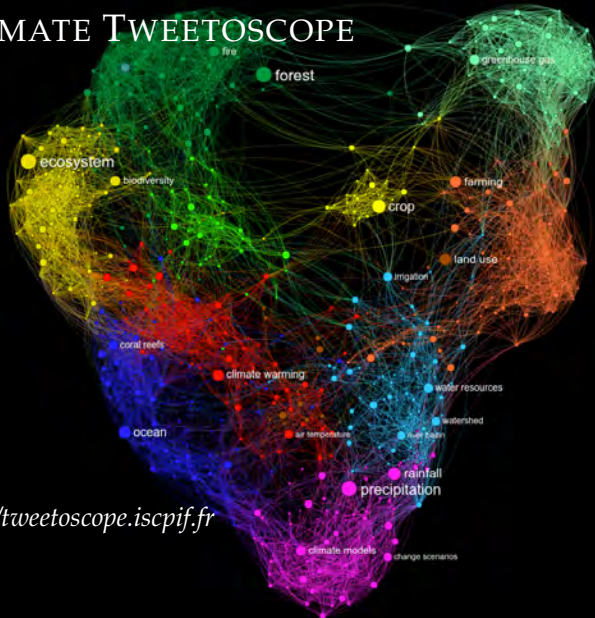 MATE TWEETOSCOPE
fire
forest
greenhouse gas
ecosystem
biodiversity
farming
crop
land use
irrigation
coral reefs
climate warming
water resources
ocean
air temperature
watershed
river basin
rainfall
precipitation
/tweetoscope.iscpif.fr
climate models
change scenarios